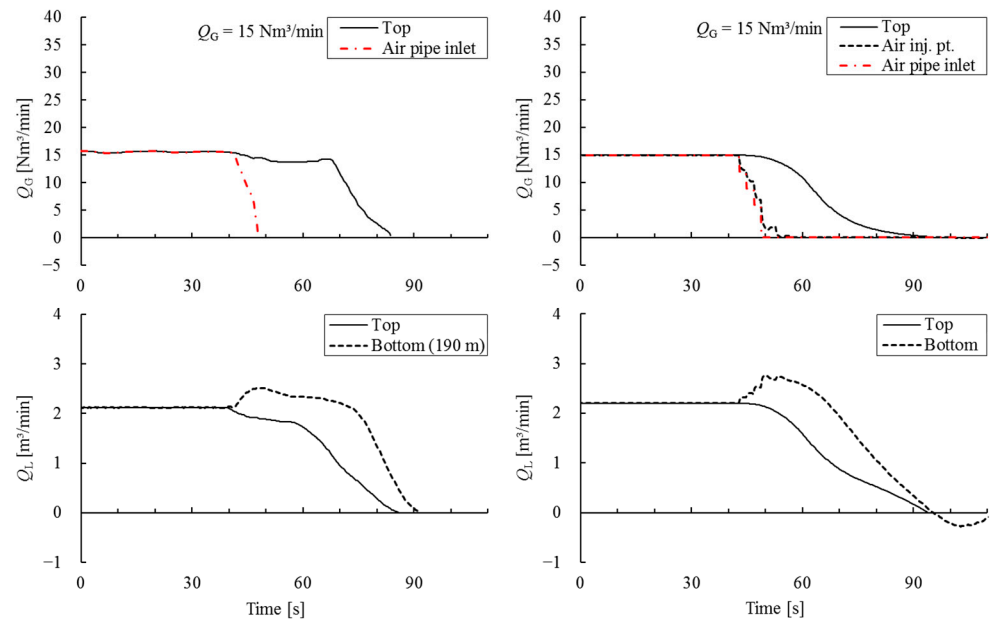 40
35
30
25
20
15
10
5
0
−5
Q_G [Nm³/min]
Q_G = 15 Nm³/min
Top
Air pipe inlet
0 30 60 90
40
35
30
25
20
15
10
5
0
−5
Q_G [Nm³/min]
Q_G = 15 Nm³/min
Top
Air inj. pt.
Air pipe inlet
0 30 60 90
4
3
2
1
0
−1
Q_L [m³/min]
Top
Bottom (190 m)
0 30 60 90
Time [s]
4
3
2
1
0
−1
Q_L [m³/min]
Top
Bottom
0 30 60 90
Time [s]